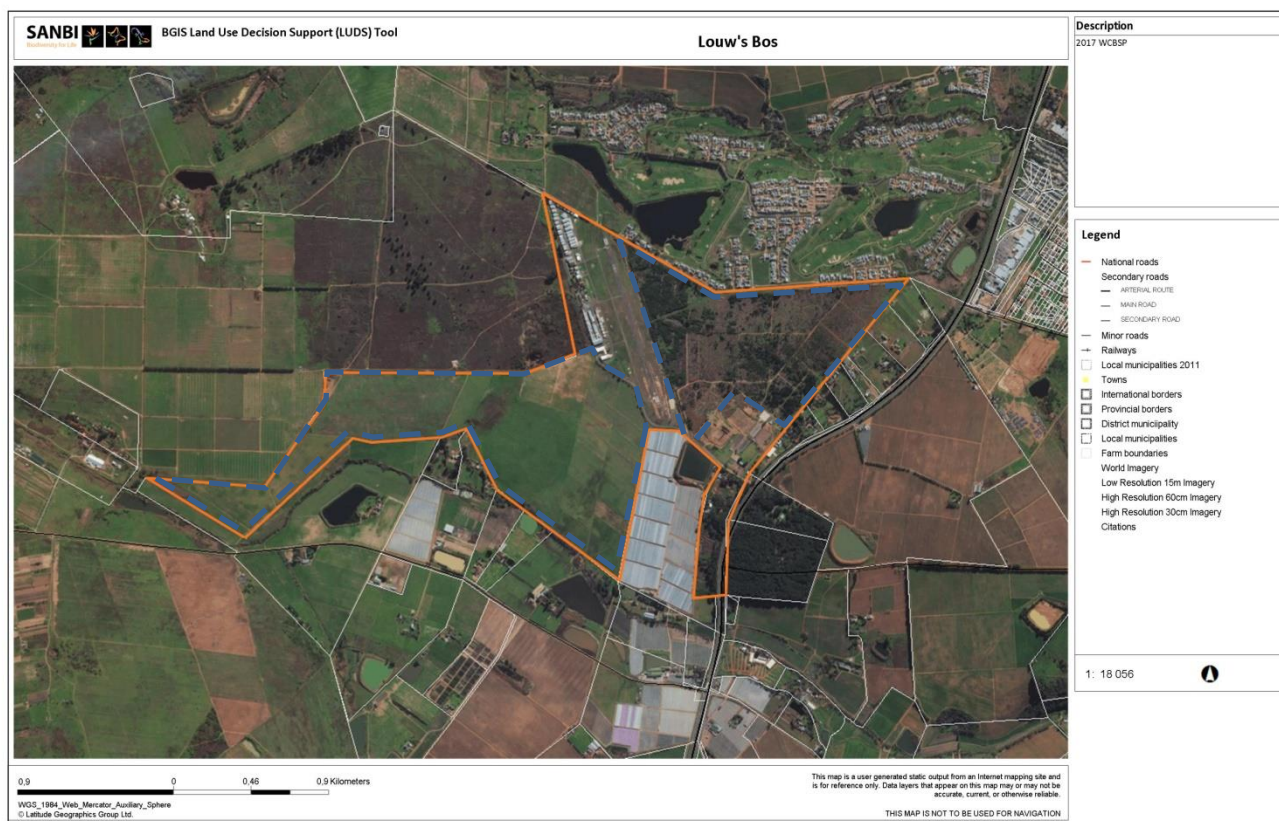 SANBI
Biodiversity for Life
BGIS Land Use Decision Support (LUDS) Tool
Louw's Bos
Description
2017 WCBSP
Legend
National roads
Secondary roads
ARTERIAL ROUTE
MAIN ROAD
SECONDARY ROAD
Minor roads
Railways
Local municipalities 2011
Towns
International borders
Provincial borders
District municiipality
Local municipalities
Farm boundaries
World Imagery
Low Resolution 15m Imagery
High Resolution 60cm Imagery
High Resolution 30cm Imagery
Citations
1: 18 056
0,9 0 0,46 0,9 Kilometers
WGS_1984_Web_Mercator_Auxiliary_Sphere
© Latitude Geographics Group Ltd.
This map is a user generated static output from an Internet mapping site and
is for reference only. Data layers that appear on this map may or may not be
accurate, current, or otherwise reliable.
THIS MAP IS NOT TO BE USED FOR NAVIGATION